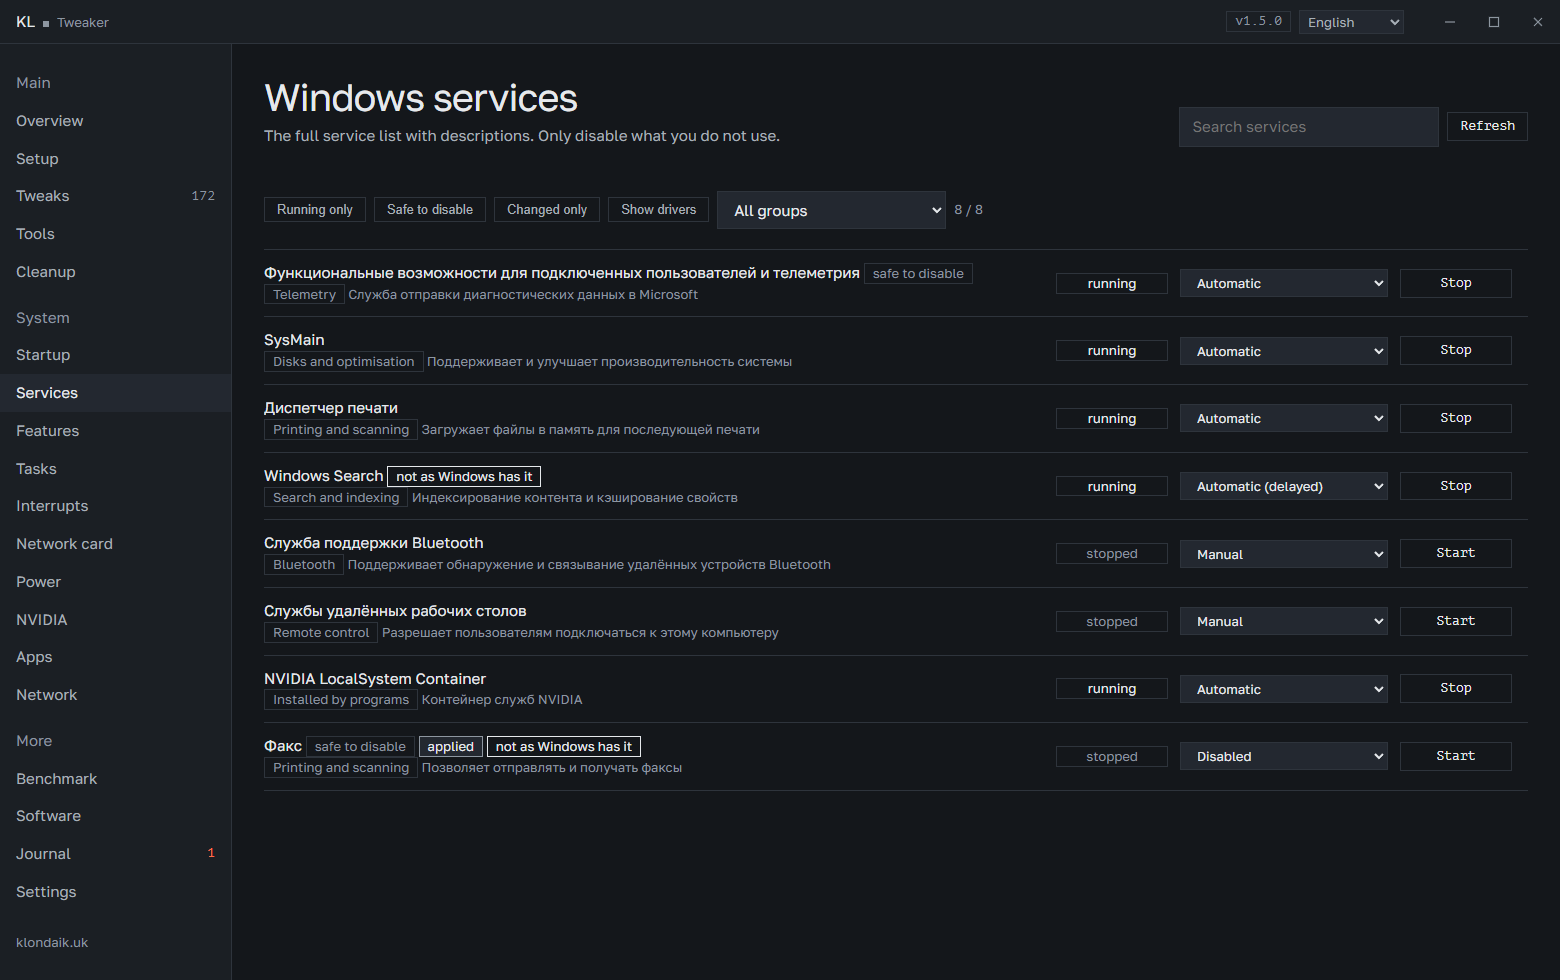 KL Tweaker
v1.5.0
English
Main
Overview
Setup
Tweaks 172
Tools
Cleanup
System
Startup
Services
Features
Tasks
Interrupts
Network card
Power
NVIDIA
Apps
Network
More
Benchmark
Software
Journal 1
Settings
klondaik.uk
Windows services
The full service list with descriptions. Only disable what you do not use.
Search services
Refresh
Running only
Safe to disable
Changed only
Show drivers
All groups
8 / 8
Функциональные возможности для подключенных пользователей и телеметрия safe to disable
Telemetry Служба отправки диагностических данных в Microsoft
running
Automatic
Stop
SysMain
Disks and optimisation Поддерживает и улучшает производительность системы
running
Automatic
Stop
Диспетчер печати
Printing and scanning Загружает файлы в память для последующей печати
running
Automatic
Stop
Windows Search not as Windows has it
Search and indexing Индексирование контента и кэширование свойств
running
Automatic (delayed)
Stop
Служба поддержки Bluetooth
Bluetooth Поддерживает обнаружение и связывание удалённых устройств Bluetooth
stopped
Manual
Start
Службы удалённых рабочих столов
Remote control Разрешает пользователям подключаться к этому компьютеру
stopped
Manual
Start
NVIDIA LocalSystem Container
Installed by programs Контейнер служб NVIDIA
running
Automatic
Stop
Факс safe to disable applied not as Windows has it
Printing and scanning Позволяет отправлять и получать факсы
stopped
Disabled
Start